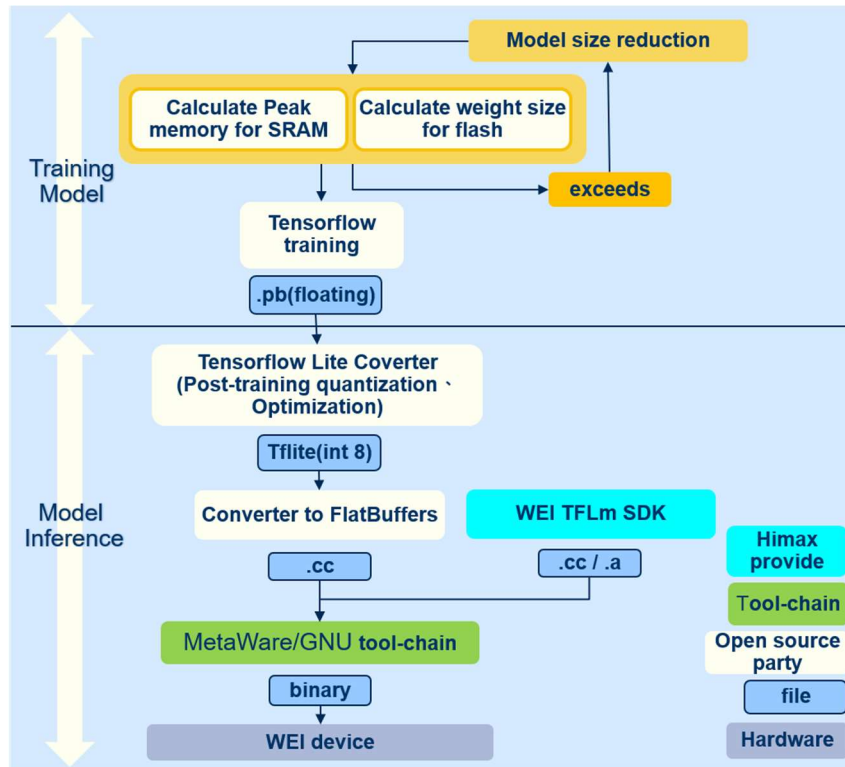 Model size reduction
Calculate Peak
memory for SRAM
Calculate weight size
for flash
exceeds
Training
Model
Tensorflow
training
.pb(floating)
Tensorflow Lite Coverter
(Post-training quantization、
Optimization)
Tflite(int 8)
Model
Inference
Converter to FlatBuffers
WEI TFLm SDK
.cc
.cc / .a
MetaWare/GNU tool-chain
binary
WEI device
Himax
provide
Tool-chain
Open source
party
file
Hardware